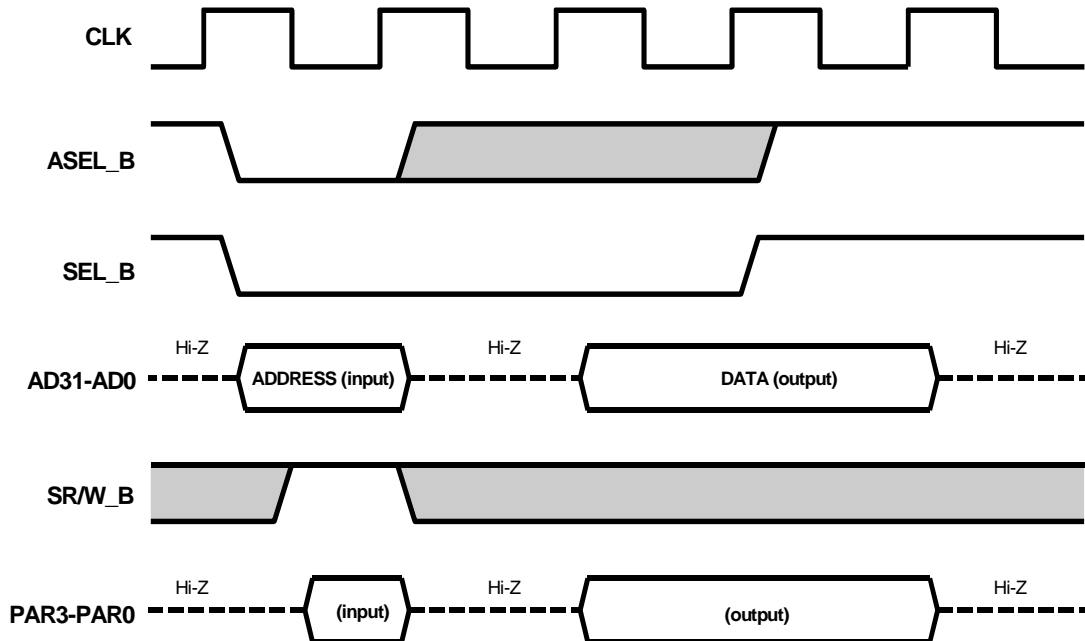 CLK
ASEL_B
SEL_B
Hi-Z Hi-Z Hi-Z
AD31-AD0 ADDRESS (input) DATA (output)
SR/W_B
Hi-Z Hi-Z Hi-Z
PAR3-PAR0 (input) (output)